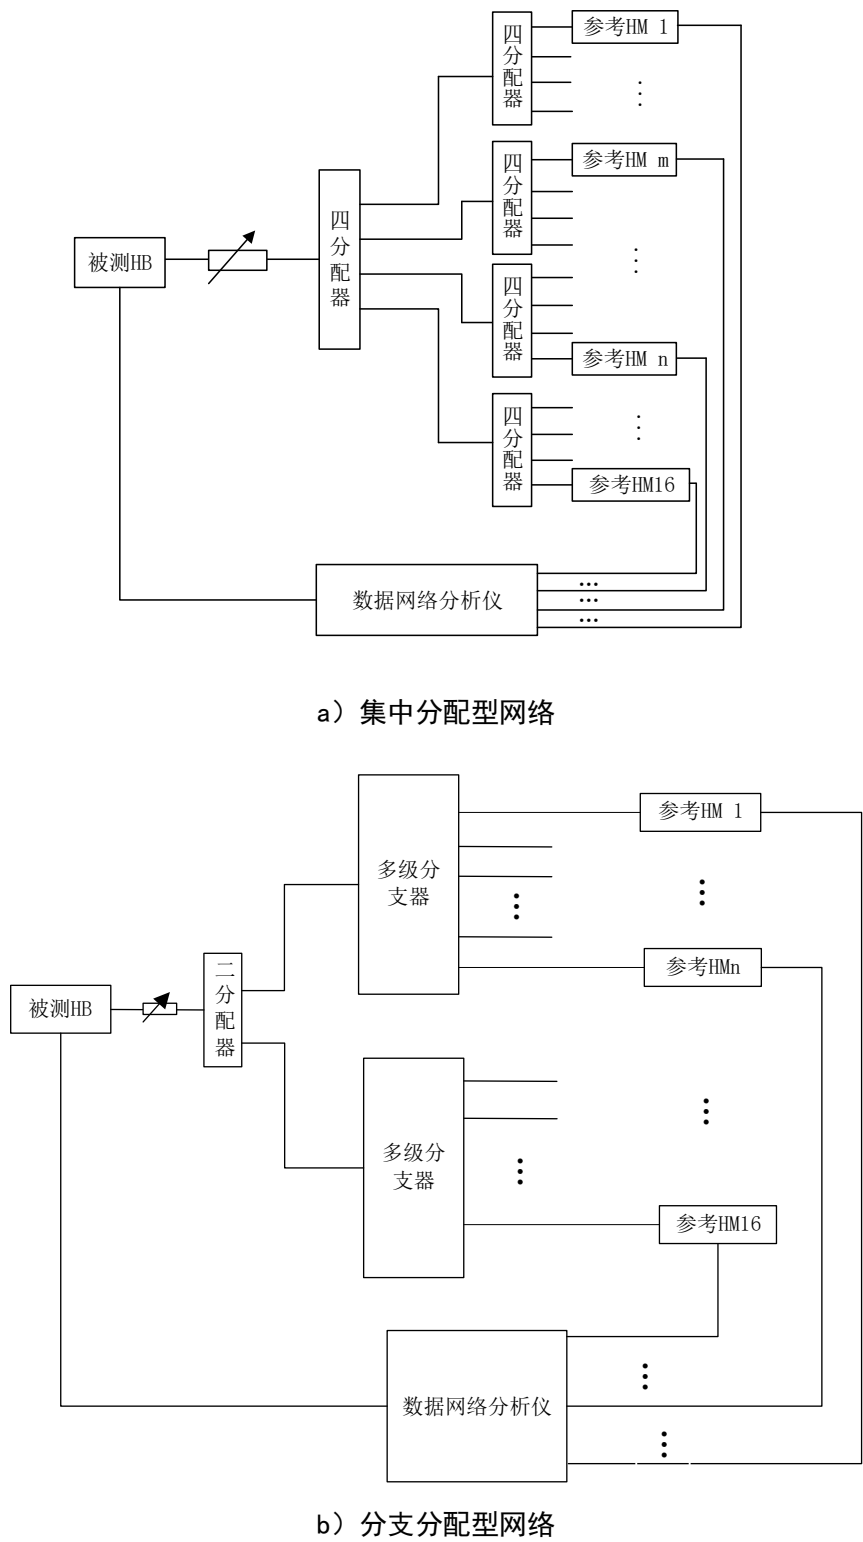 四分配器
参考HM 1
四分配器
参考HM m
被测HB
四分配器
四分配器
参考HM n
四分配器
参考HM16
数据网络分析仪
a）集中分配型网络
多级分
支器
参考HM 1
参考HMn
被测HB
二分配器
多级分
支器
参考HM16
数据网络分析仪
b）分支分配型网络